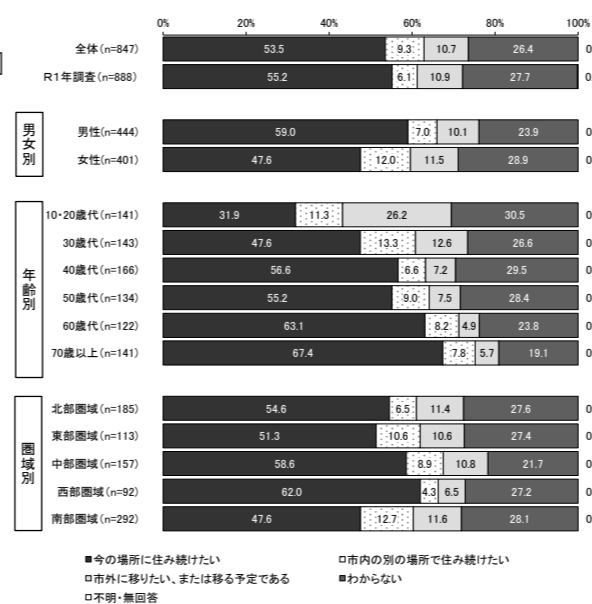 0% 20% 40% 60% 80% 100%
全体(n=847) 53.5 9.3 10.7 26.4 0
R1年調査(n=888) 55.2 6.1 10.9 27.7 0
男女別
男性(n=444) 59.0 7.0 10.1 23.9 0
女性(n=401) 47.6 12.0 11.5 28.9 0
年齢別
10・20歳代(n=141) 31.9 11.3 26.2 30.5 0
30歳代(n=143) 47.6 13.3 12.6 26.6 0
40歳代(n=166) 56.6 6.6 7.2 29.5 0
50歳代(n=134) 55.2 9.0 7.5 28.4 0
60歳代(n=122) 63.1 8.2 4.9 23.8 0
70歳以上(n=141) 67.4 7.8 5.7 19.1 0
圏域別
北部圏域(n=185) 54.6 6.5 11.4 27.6 0
東部圏域(n=113) 51.3 10.6 10.6 27.4 0
中部圏域(n=157) 58.6 8.9 10.8 21.7 0
西部圏域(n=92) 62.0 4.3 6.5 27.2 0
南部圏域(n=292) 47.6 12.7 11.6 28.1 0
■今の場所に住み続けたい □市内の別の場所で住み続けたい
□市外に移りたい、または移る予定である ■わからない
□不明・無回答